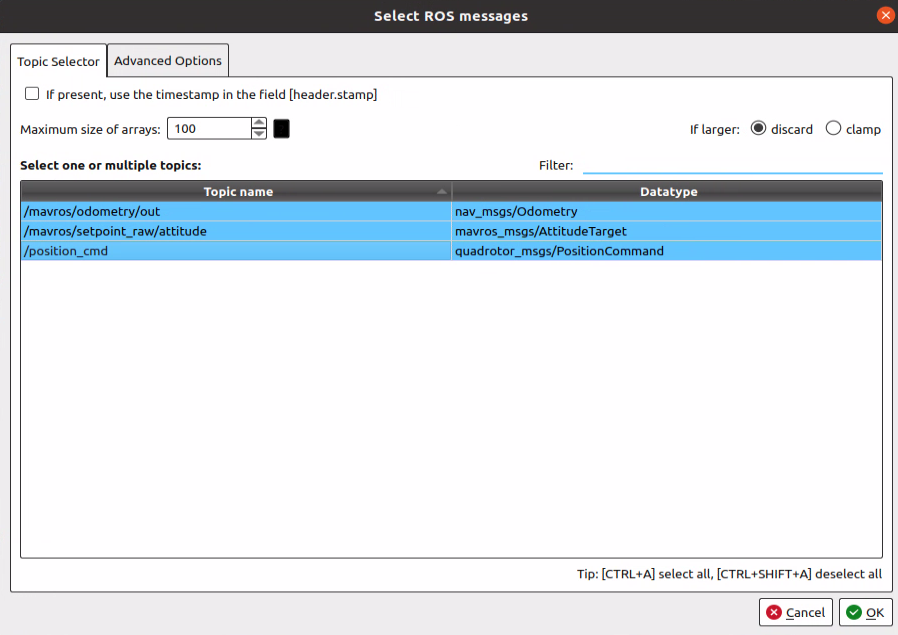 Select ROS messages
Topic Selector Advanced Options
If present, use the timestamp in the field [header.stamp]
Maximum size of arrays: 100 If larger: discard clamp
Select one or multiple topics: Filter:
Topic name Datatype
/mavros/odometry/out nav_msgs/Odometry
/mavros/setpoint_raw/attitude mavros_msgs/AttitudeTarget
/position_cmd quadrotor_msgs/PositionCommand
Tip: [CTRL+A] select all, [CTRL+SHIFT+A] deselect all
Cancel OK